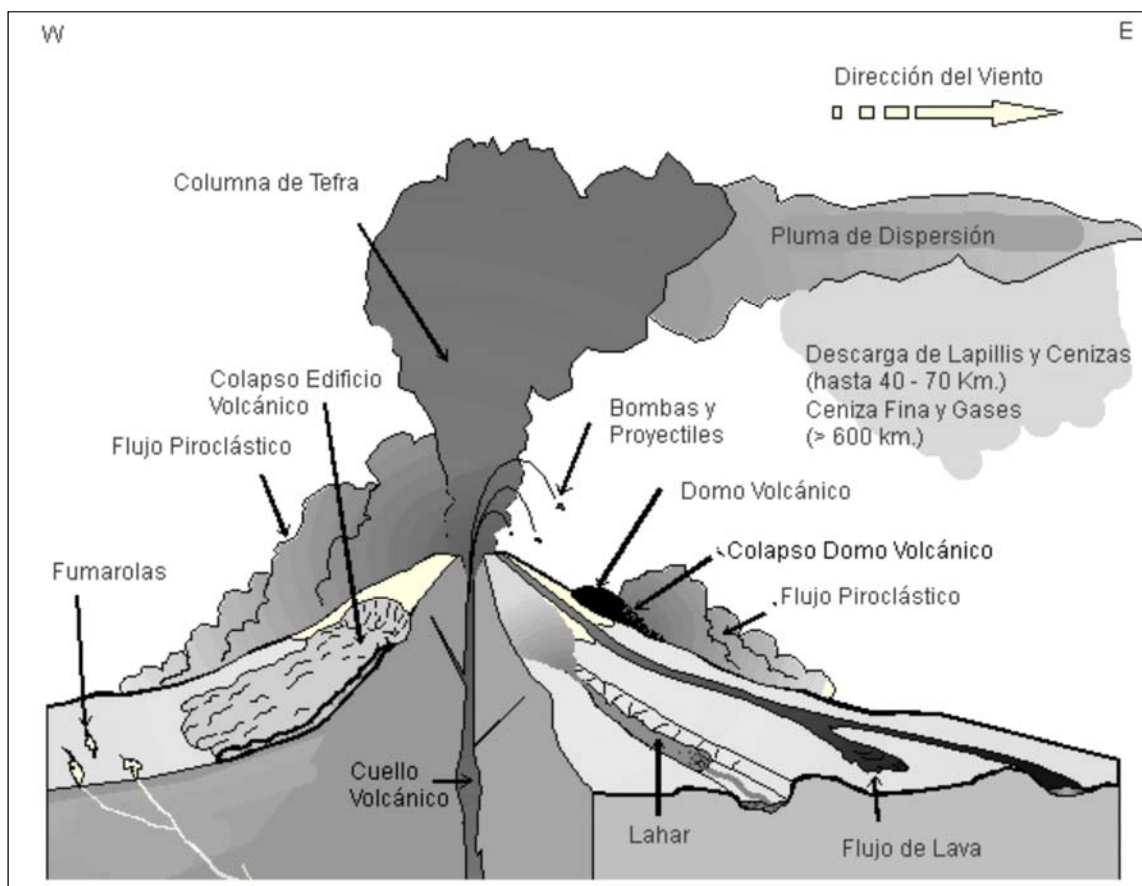 W
E
Dirección del Viento
Columna de Tefra
Pluma de Dispersión
Descarga de Lapillis y Cenizas
(hasta 40 - 70 Km.)
Ceniza Fina y Gases
(> 600 km.)
Colapso Edificio
Volcánico
Bombas y
Proyectiles
Flujo Piroclástico
Domo Volcánico
Colapso Domo Volcánico
Fumarolas
Flujo Piroclástico
Cuello
Volcánico
Lahar
Flujo de Lava